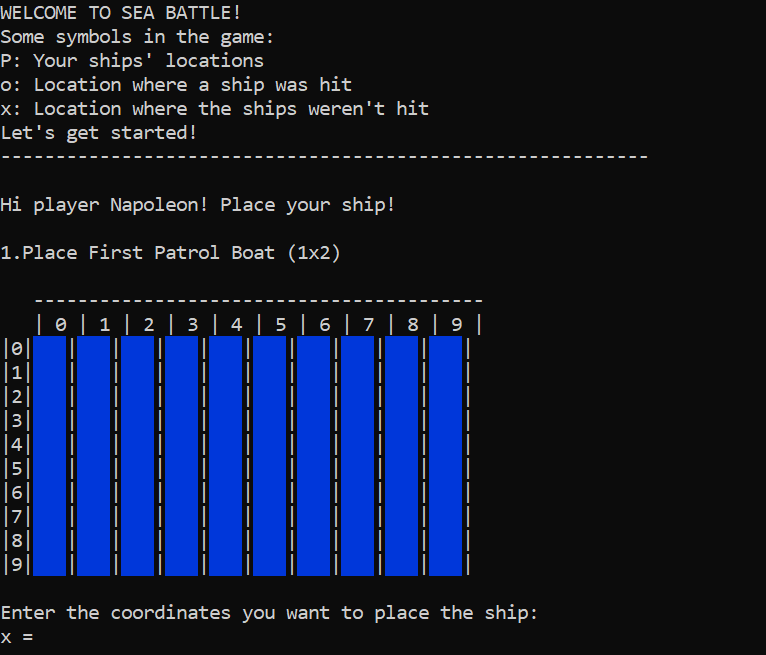 WELCOME TO SEA BATTLE!
Some symbols in the game:
P: Your ships' locations
o: Location where a ship was hit
x: Location where the ships weren't hit
Let's get started!
-----------------------------------------------------------
Hi player Napoleon! Place your ship!
1.Place First Patrol Boat (1x2)
-----------------------------------------
| 0 | 1 | 2 | 3 | 4 | 5 | 6 | 7 | 8 | 9 |
|0|   |   |   |   |   |   |   |   |   |   |
|1|   |   |   |   |   |   |   |   |   |   |
|2|   |   |   |   |   |   |   |   |   |   |
|3|   |   |   |   |   |   |   |   |   |   |
|4|   |   |   |   |   |   |   |   |   |   |
|5|   |   |   |   |   |   |   |   |   |   |
|6|   |   |   |   |   |   |   |   |   |   |
|7|   |   |   |   |   |   |   |   |   |   |
|8|   |   |   |   |   |   |   |   |   |   |
|9|   |   |   |   |   |   |   |   |   |   |
Enter the coordinates you want to place the ship:
x =